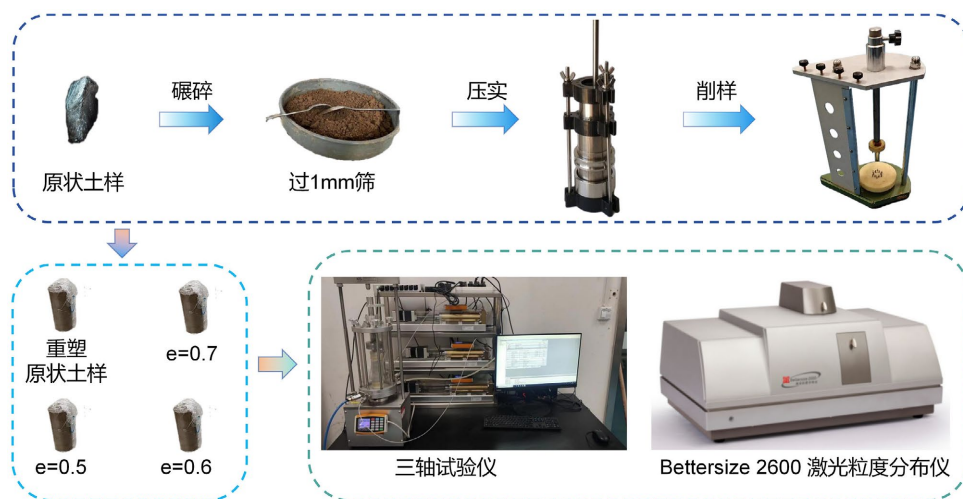 碾碎
压实
削样
原状土样
过1mm筛
重塑
原状土样
e=0.7
e=0.5
e=0.6
三轴试验仪
Bettersize 2600 激光粒度分布仪